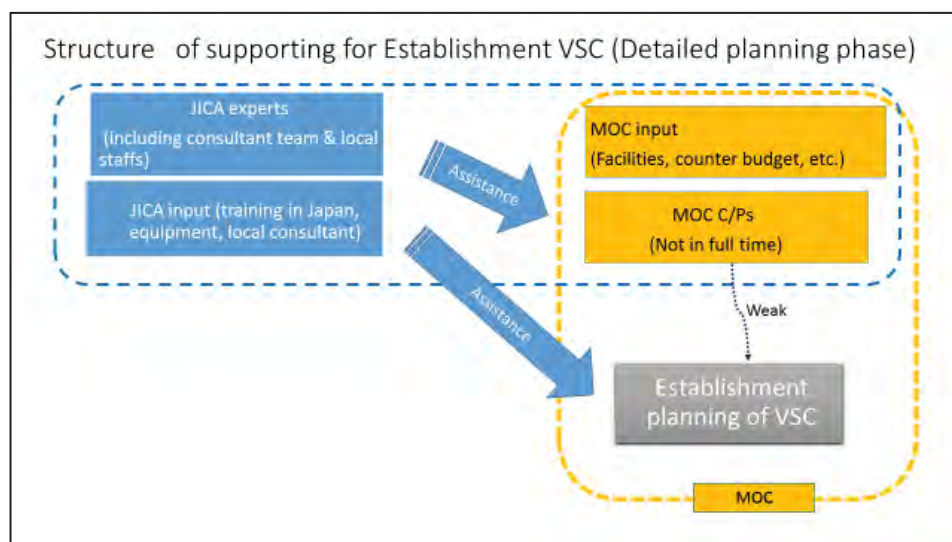 Structure of supporting for Establishment VSC (Detailed planning phase)
JICA experts
(including consultant team & local
staffs)
JICA input (training in Japan,
equipment, local consultant)
Assistance
Assistance
MOC input
(Facilities, counter budget, etc.)
MOC C/Ps
(Not in full time)
Weak
Establishment
planning of VSC
MOC